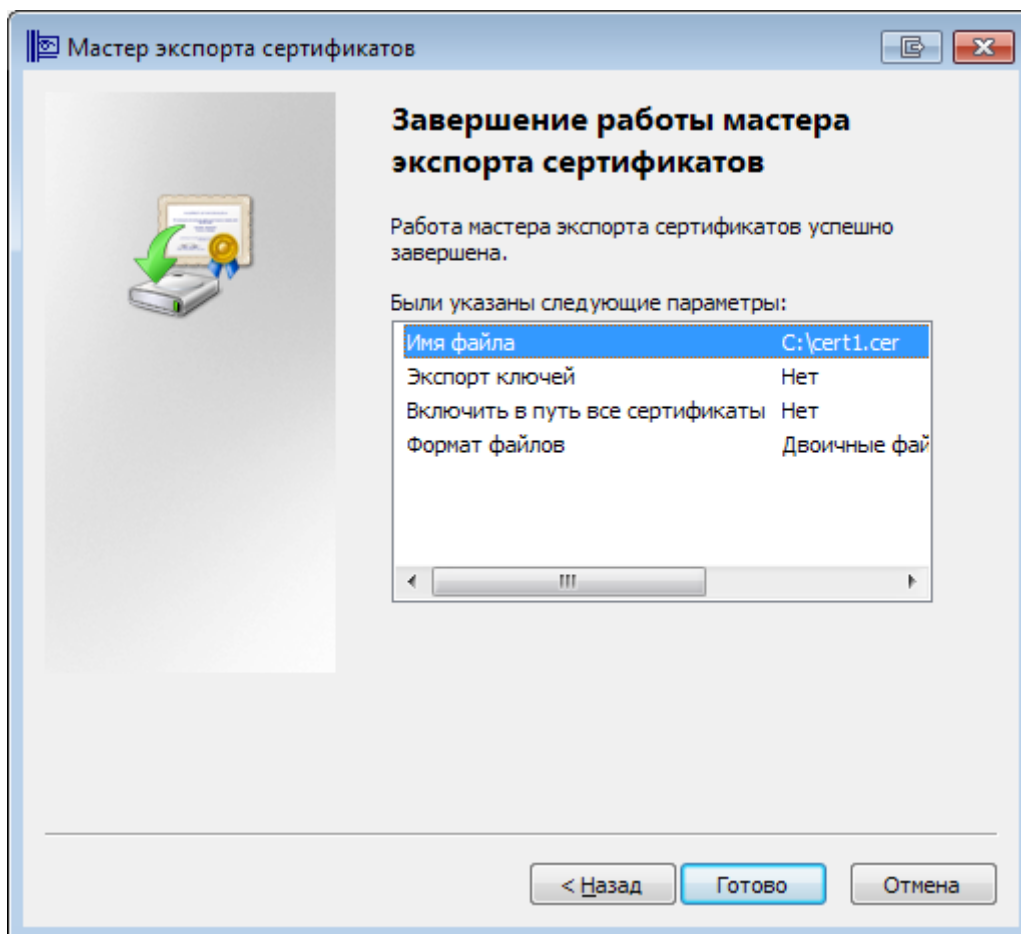 Мастер экспорта сертификатов
Завершение работы мастера
экспорта сертификатов
Работа мастера экспорта сертификатов успешно
завершена.
Были указаны следующие параметры:
Имя файла C:\cert1.cer
Экспорт ключей Нет
Включить в путь все сертификаты Нет
Формат файлов Двоичные фай
< Назад Готово Отмена